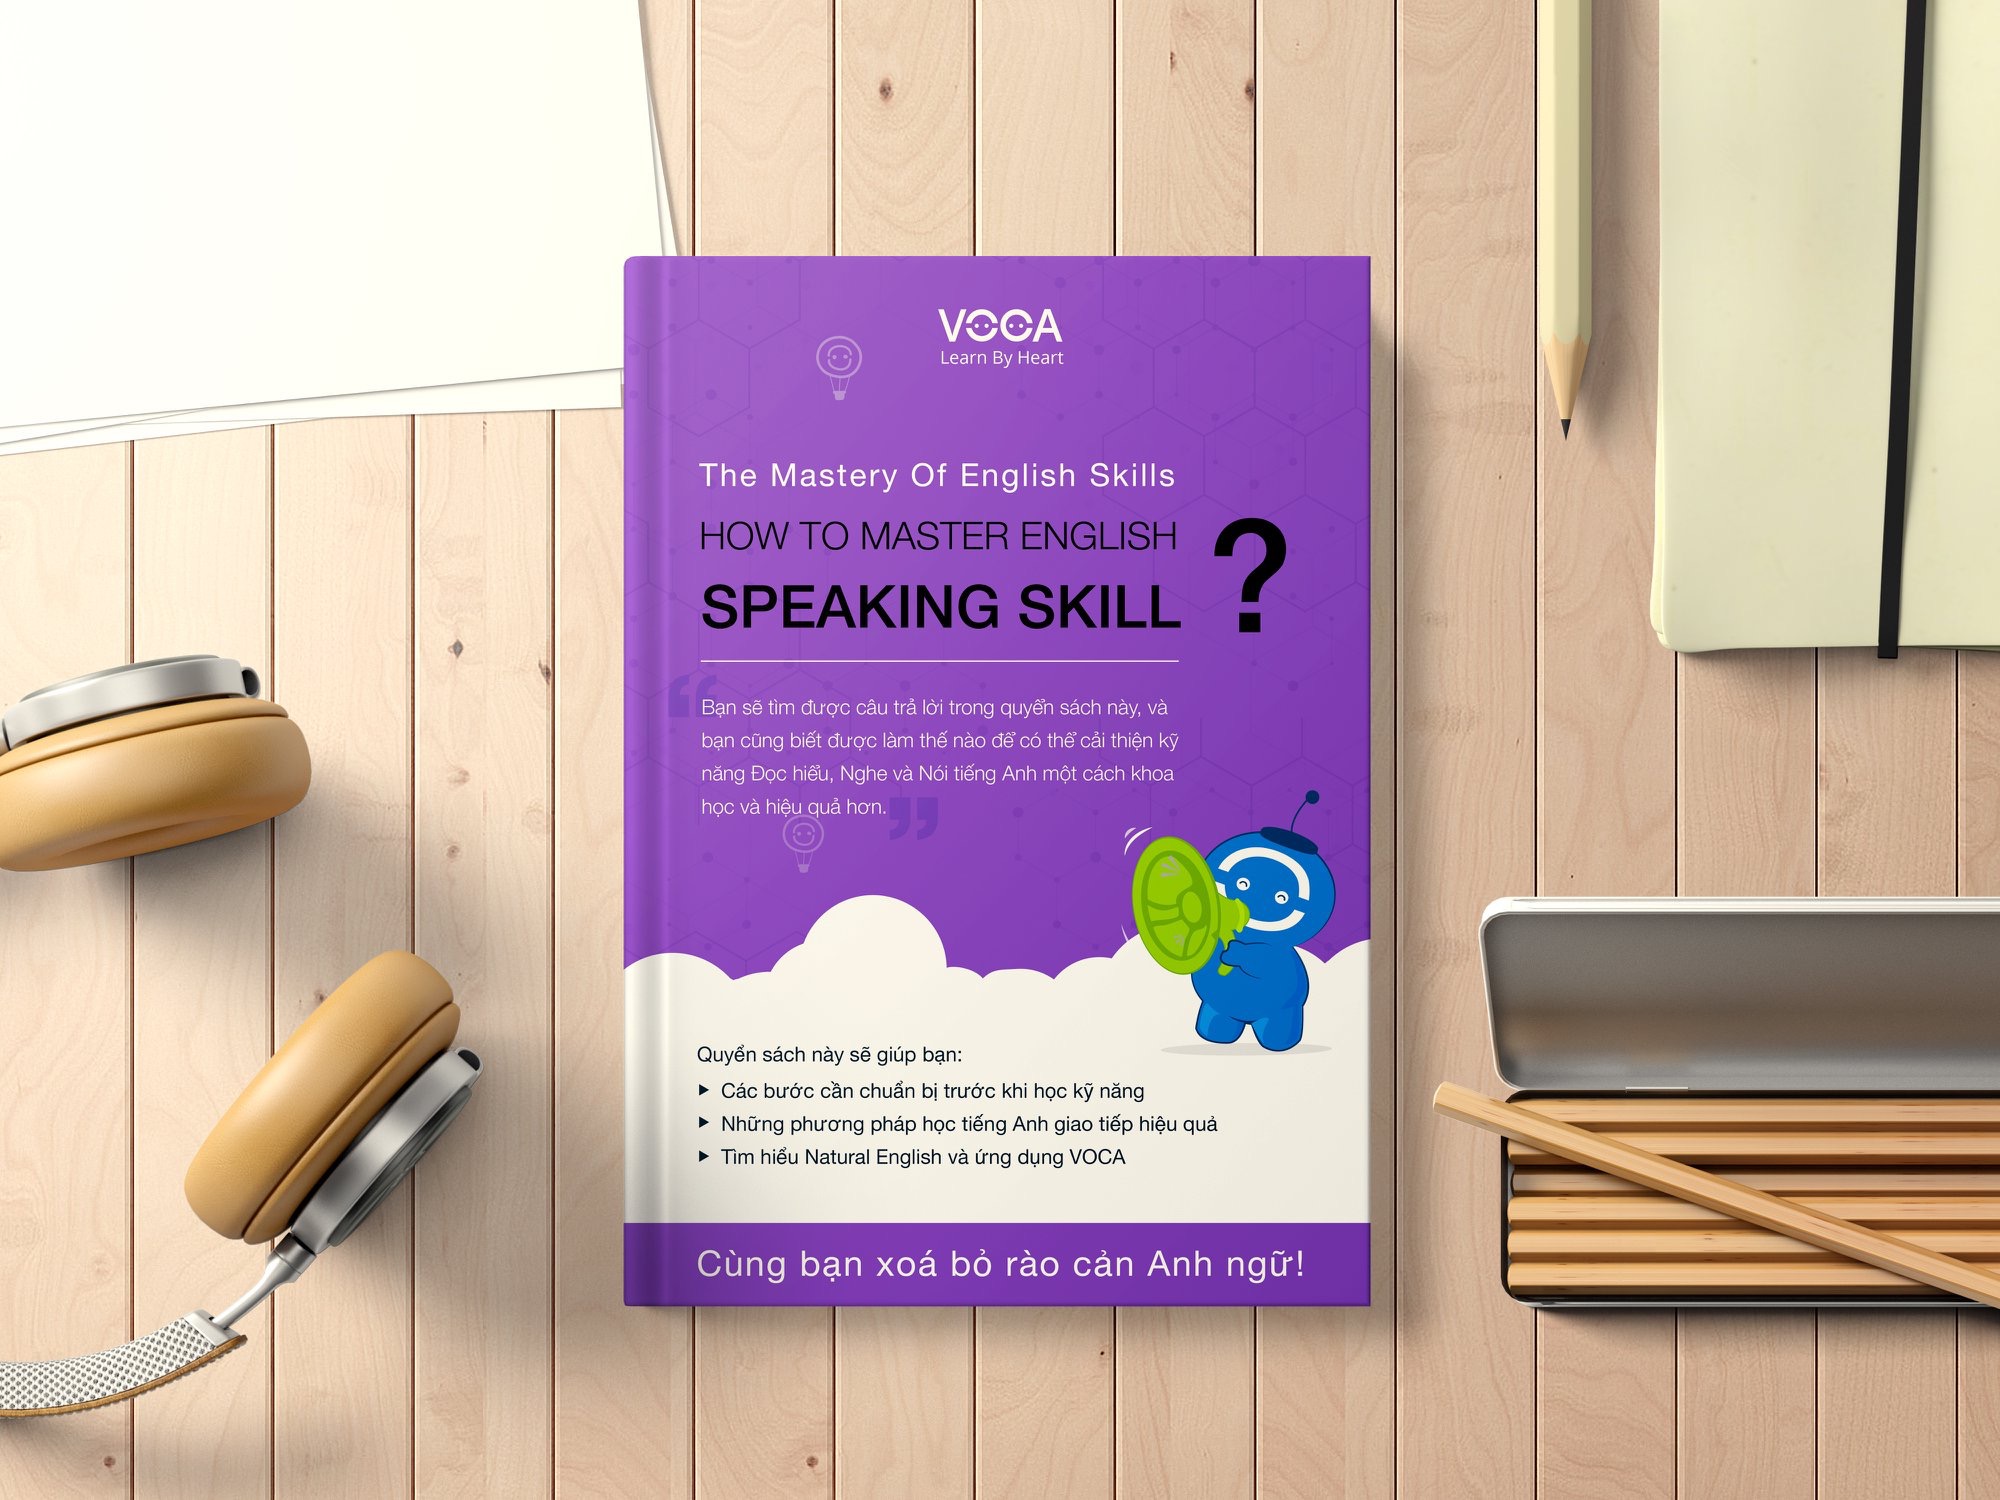 VOCA
Learn By Heart
The Mastery Of English Skills
HOW TO MASTER ENGLISH
SPEAKING SKILL ?
“Bạn sẽ tìm được câu trả lời trong quyển sách này, và
bạn cũng biết được làm thế nào để có thể cải thiện kỹ
năng Đọc hiểu, Nghe và Nói tiếng Anh một cách khoa
học và hiệu quả hơn.”
Quyển sách này sẽ giúp bạn:
▶ Các bước cần chuẩn bị trước khi học kỹ năng
▶ Những phương pháp học tiếng Anh giao tiếp hiệu quả
▶ Tìm hiểu Natural English và ứng dụng VOCA
Cùng bạn xoá bỏ rào cản Anh ngữ!